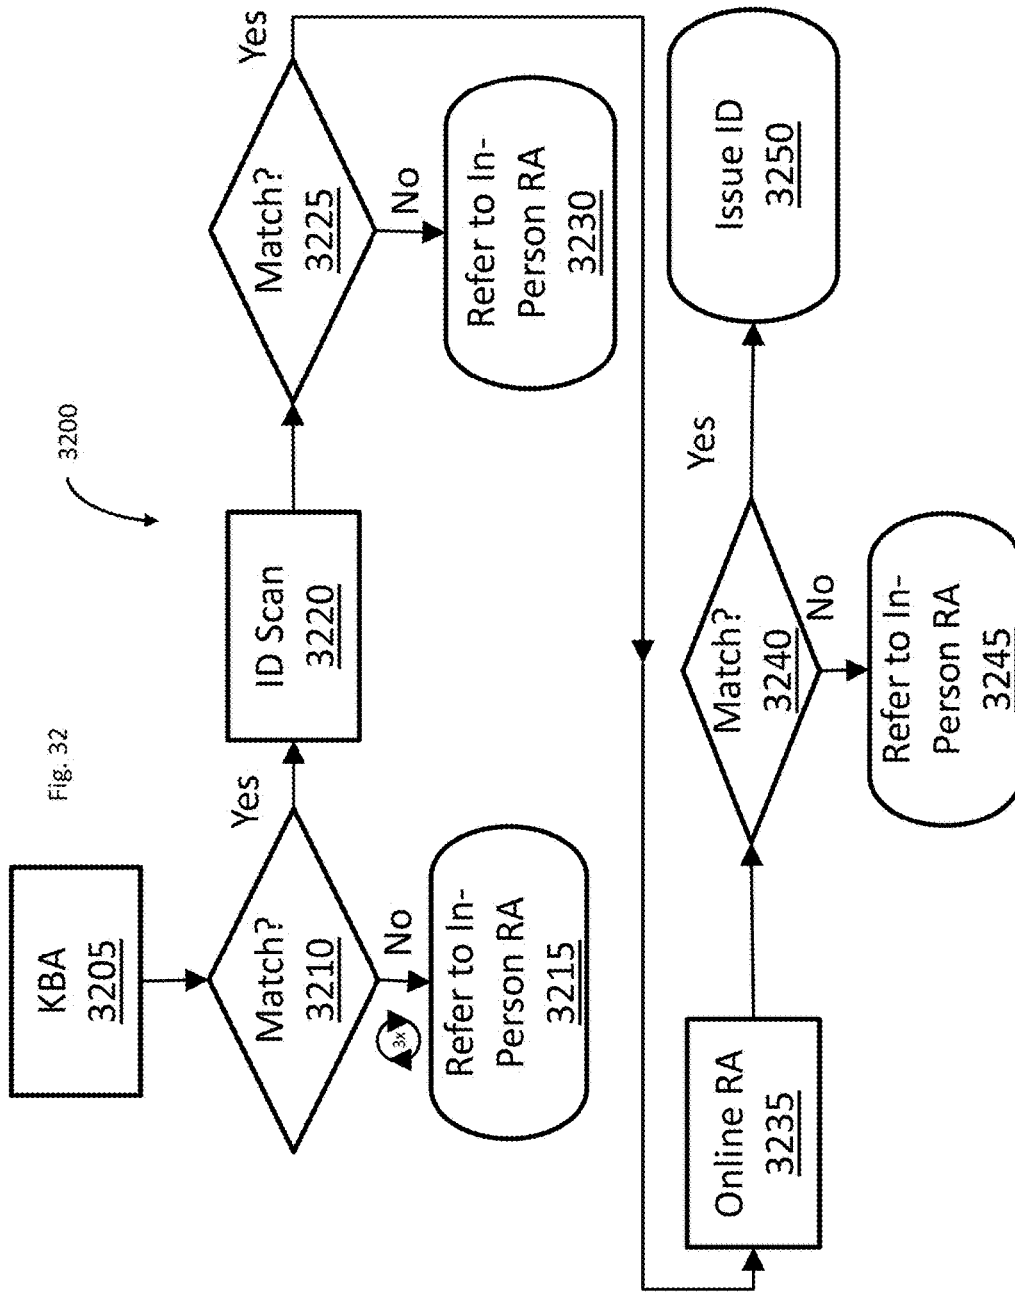 Fig. 32
3200
KBA
3205
Match?
3210
Yes
No
3x
Refer to In-
Person RA
3215
ID Scan
3220
Match?
3225
Yes
No
Refer to In-
Person RA
3230
Online RA
3235
Match?
3240
Yes
No
Refer to In-
Person RA
3245
Issue ID
3250